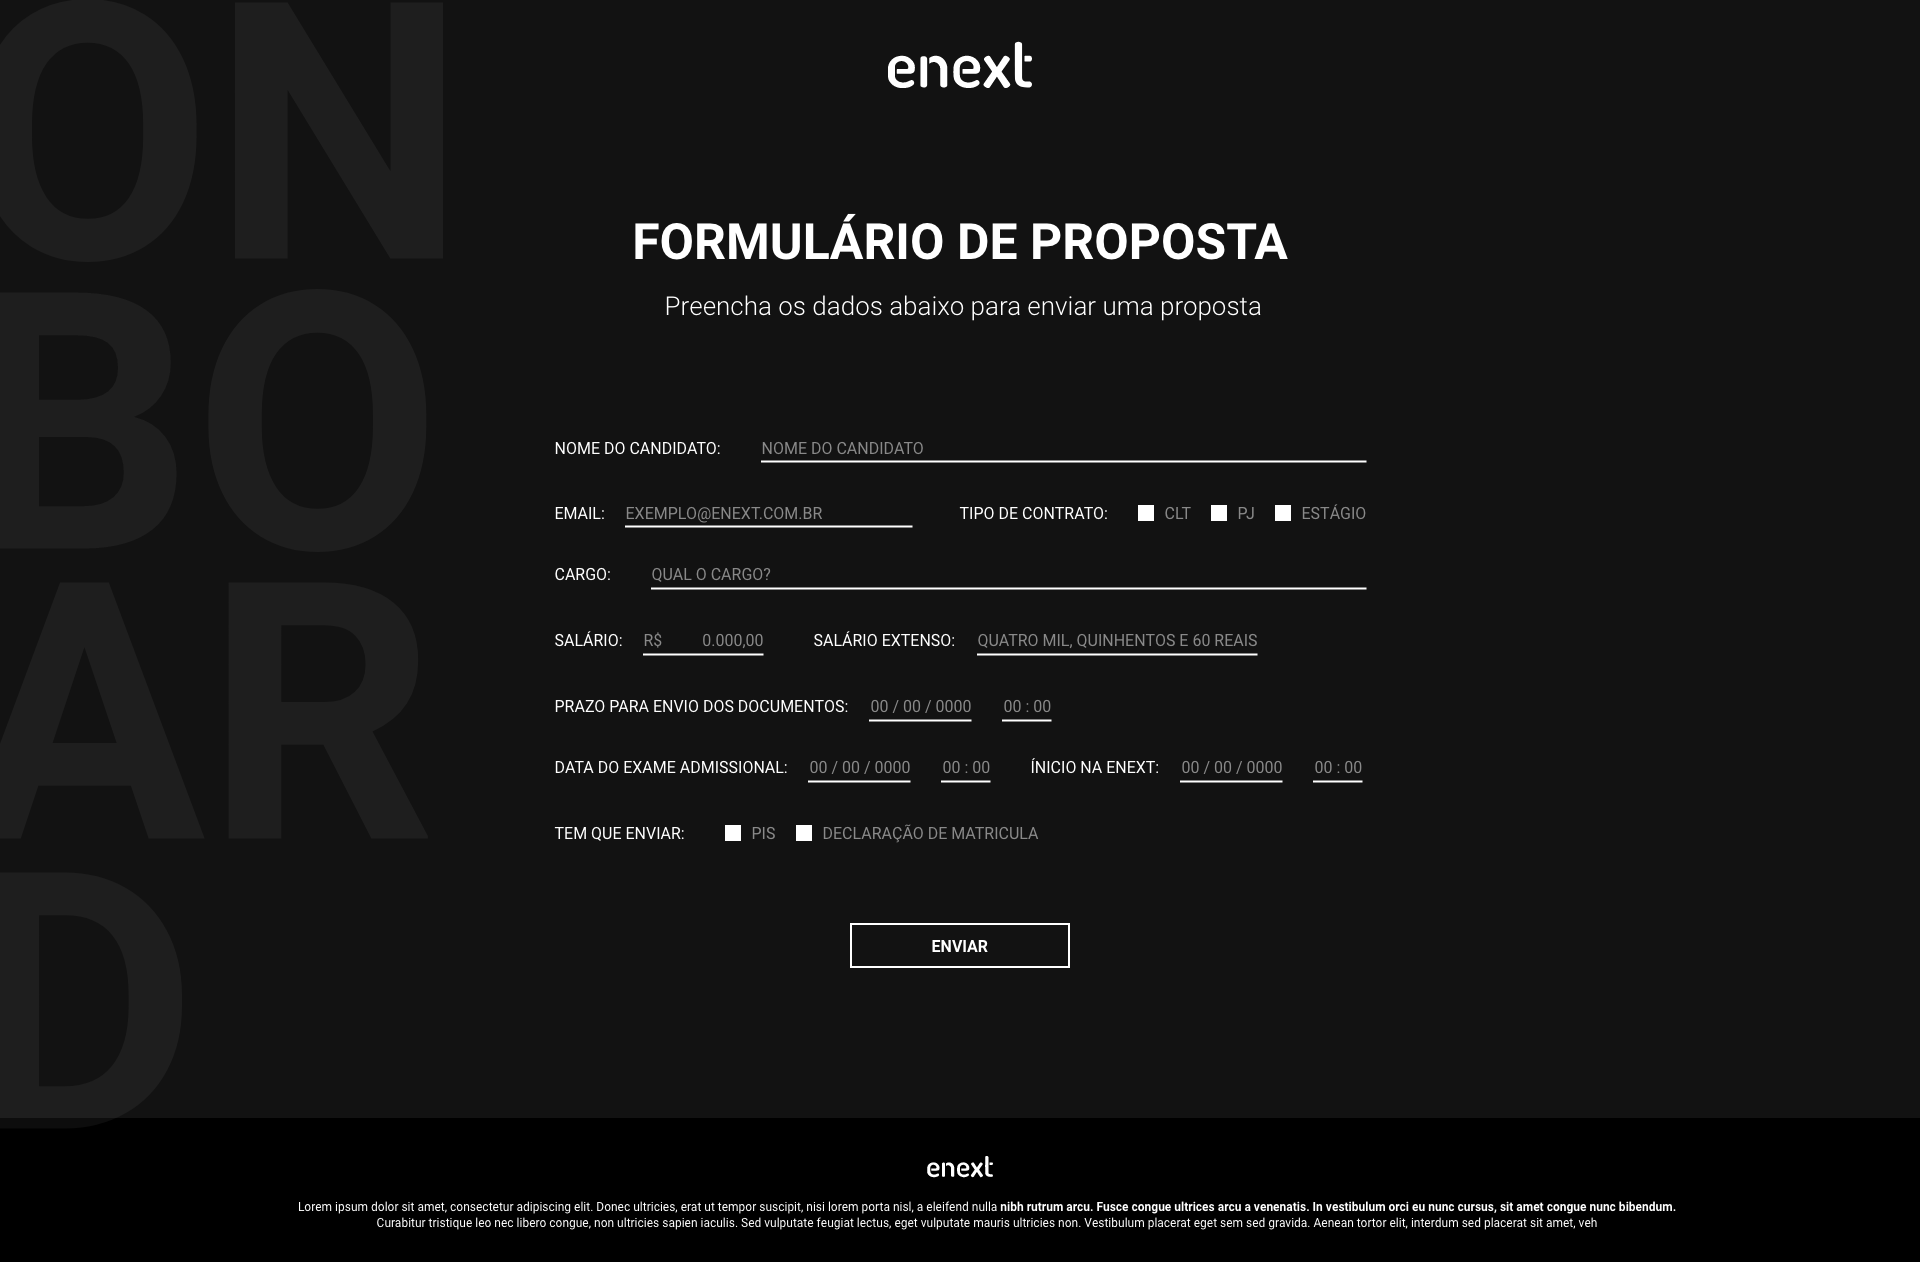 ON
BO
AR
D
enext
FORMULÁRIO DE PROPOSTA
Preencha os dados abaixo para enviar uma proposta
NOME DO CANDIDATO: NOME DO CANDIDATO
EMAIL: EXEMPLO@ENEXT.COM.BR TIPO DE CONTRATO: CLT PJ ESTÁGIO
CARGO: QUAL O CARGO?
SALÁRIO: R$ 0.000,00 SALÁRIO EXTENSO: QUATRO MIL, QUINHENTOS E 60 REAIS
PRAZO PARA ENVIO DOS DOCUMENTOS: 00 / 00 / 0000 00 : 00
DATA DO EXAME ADMISSIONAL: 00 / 00 / 0000 00 : 00 ÍNICIO NA ENEXT: 00 / 00 / 0000 00 : 00
TEM QUE ENVIAR: PIS DECLARAÇÃO DE MATRICULA
ENVIAR
enext
Lorem ipsum dolor sit amet, consectetur adipiscing elit. Donec ultricies, erat ut tempor suscipit, nisi lorem porta nisl, a eleifend nulla nibh rutrum arcu. Fusce congue ultrices arcu a venenatis. In vestibulum orci eu nunc cursus, sit amet congue nunc bibendum.
Curabitur tristique leo nec libero congue, non ultricies sapien iaculis. Sed vulputate feugiat lectus, eget vulputate mauris ultricies non. Vestibulum placerat eget sem sed gravida. Aenean tortor elit, interdum sed placerat sit amet, veh